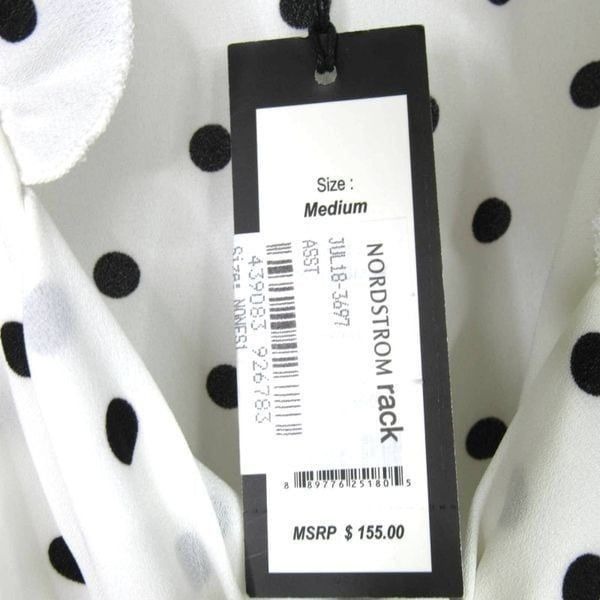 Size :
Medium
NORDSTROM rack
JUL18-3697
ASST
439083 926783
Size: NONESI
8 89776 25180 5
MSRP $ 155.00